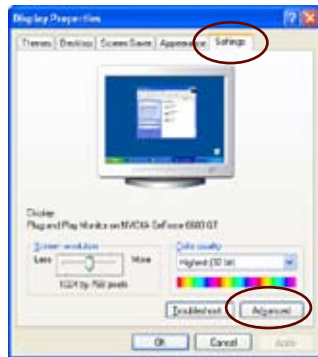 Display Properties
Themes Desktop Screen Saver Appearance Settings
Display:
Plug and Play Monitor on NVIDIA GeForce 6600 GT
Screen resolution
Less More
1024 by 768 pixels
Color quality
Highest (32 bit)
Troubleshoot... Advanced
OK Cancel Apply